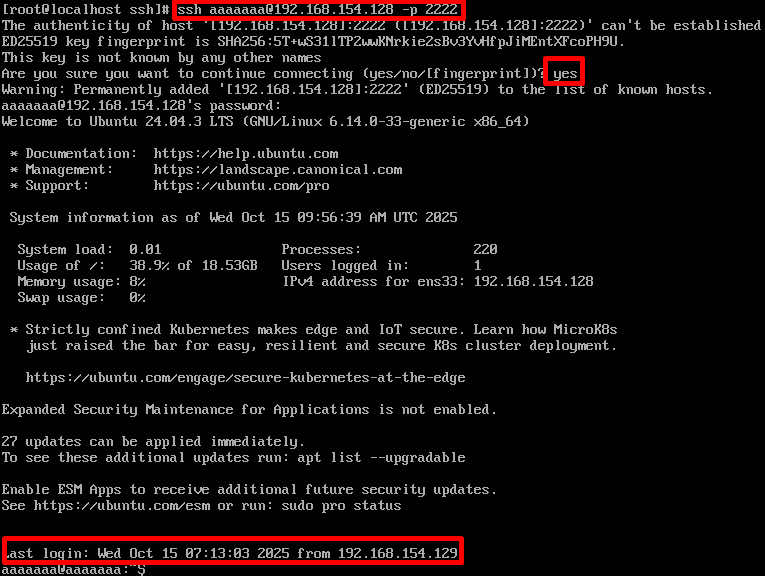 [root@localhost ssh]# ssh aaaaaaa@192.168.154.128 -p 2222
The authenticity of host '[192.168.154.128]:2222 ([192.168.154.128]:2222)' can't be established
ED25519 key fingerprint is SHA256:5T+wS31lTP2wwKNrkie2sBv3YvHfpJiMEntXFcoPH9U.
This key is not known by any other names
Are you sure you want to continue connecting (yes/no/[fingerprint])? yes
Warning: Permanently added '[192.168.154.128]:2222' (ED25519) to the list of known hosts.
aaaaaaa@192.168.154.128's password:
Welcome to Ubuntu 24.04.3 LTS (GNU/Linux 6.14.0-33-generic x86_64)
* Documentation:  https://help.ubuntu.com
* Management:     https://landscape.canonical.com
* Support:        https://ubuntu.com/pro
System information as of Wed Oct 15 09:56:39 AM UTC 2025
System load:  0.01               Processes:              220
Usage of /:   38.9% of 18.53GB   Users logged in:        1
Memory usage: 8%                 IPv4 address for ens33: 192.168.154.128
Swap usage:   0%
* Strictly confined Kubernetes makes edge and IoT secure. Learn how MicroK8s
just raised the bar for easy, resilient and secure K8s cluster deployment.
https://ubuntu.com/engage/secure-kubernetes-at-the-edge
Expanded Security Maintenance for Applications is not enabled.
27 updates can be applied immediately.
To see these additional updates run: apt list --upgradable
Enable ESM Apps to receive additional future security updates.
See https://ubuntu.com/esm or run: sudo pro status
Last login: Wed Oct 15 07:13:03 2025 from 192.168.154.129
aaaaaaa@aaaaaaa:~$